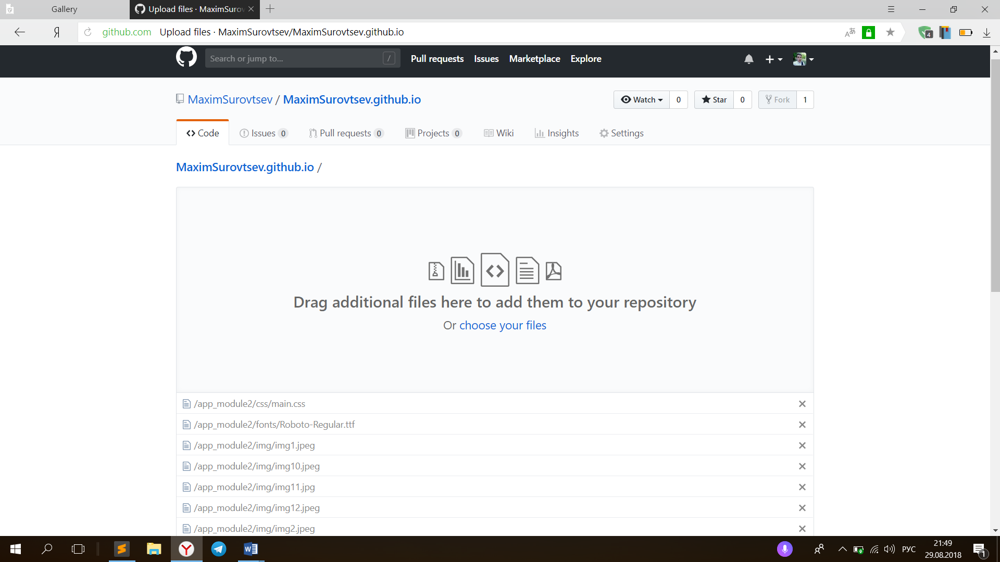 Gallery
Upload files · MaximSurov
Я
github.com Upload files · MaximSurovtsev/MaximSurovtsev.github.io
4
Search or jump to...
/
Pull requests Issues Marketplace Explore
MaximSurovtsev / MaximSurovtsev.github.io
Watch 0 Star 0 Fork 1
Code Issues 0 Pull requests 0 Projects 0 Wiki Insights Settings
MaximSurovtsev.github.io /
Drag additional files here to add them to your repository
Or choose your files
/app_module2/css/main.css
/app_module2/fonts/Roboto-Regular.ttf
/app_module2/img/img1.jpeg
/app_module2/img/img10.jpeg
/app_module2/img/img11.jpg
/app_module2/img/img12.jpeg
/app_module2/img/img2.jpeg
РУС
21:49
29.08.2018
1